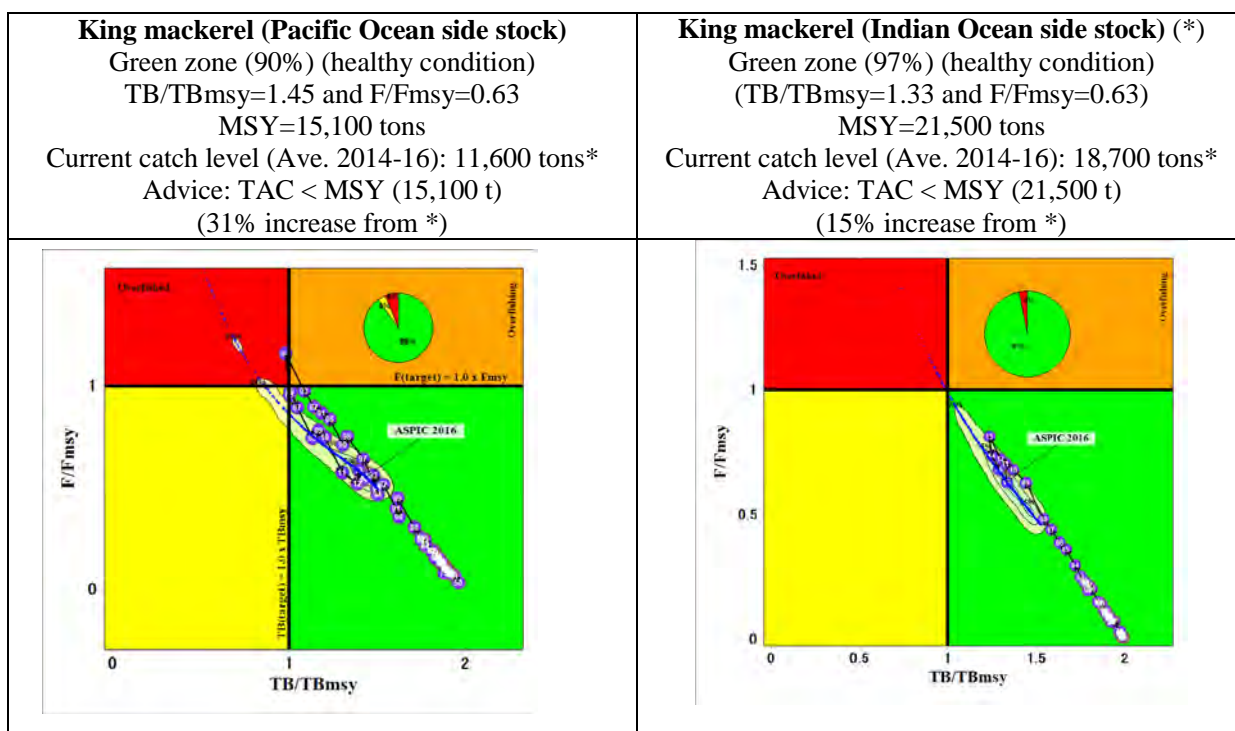 King mackerel (Pacific Ocean side stock)
Green zone (90%) (healthy condition)
TB/TBmsy=1.45 and F/Fmsy=0.63
MSY=15,100 tons
Current catch level (Ave. 2014-16): 11,600 tons*
Advice: TAC < MSY (15,100 t)
(31% increase from *)
King mackerel (Indian Ocean side stock) (*)
Green zone (97%) (healthy condition)
(TB/TBmsy=1.33 and F/Fmsy=0.63)
MSY=21,500 tons
Current catch level (Ave. 2014-16): 18,700 tons*
Advice: TAC < MSY (21,500 t)
(15% increase from *)
Overfished
Overfishing
F(target) = 1.0 x Fmsy
1
ASPIC 2016
F/Fmsy
TB(target) = 1.0 x TBmsy
0
0
1
2
TB/TBmsy
1.5
Overfished
Overfishing
1
ASPIC 2016
F/Fmsy
0.5
0
0
0.5
1
1.5
2
TB/TBmsy